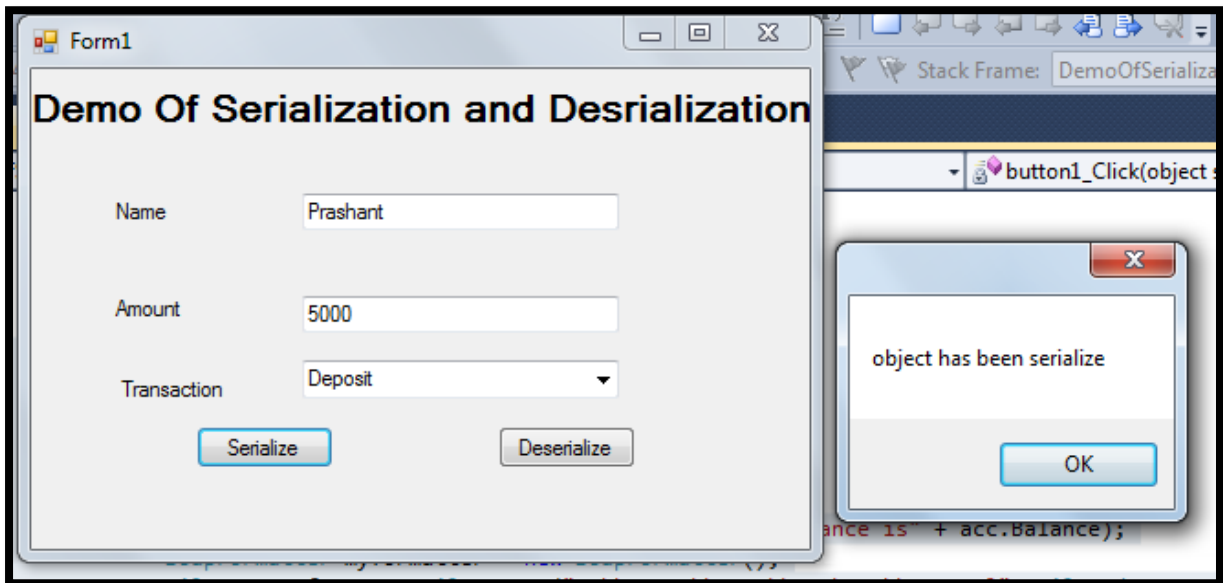 Form1
Stack Frame: DemoOfSerializa
Demo Of Serialization and Desrialization
button1_Click(object
Name
Prashant
Amount
5000
Transaction
Deposit
Serialize
Deserialize
object has been serialize
OK
ance is" + acc.Balance);